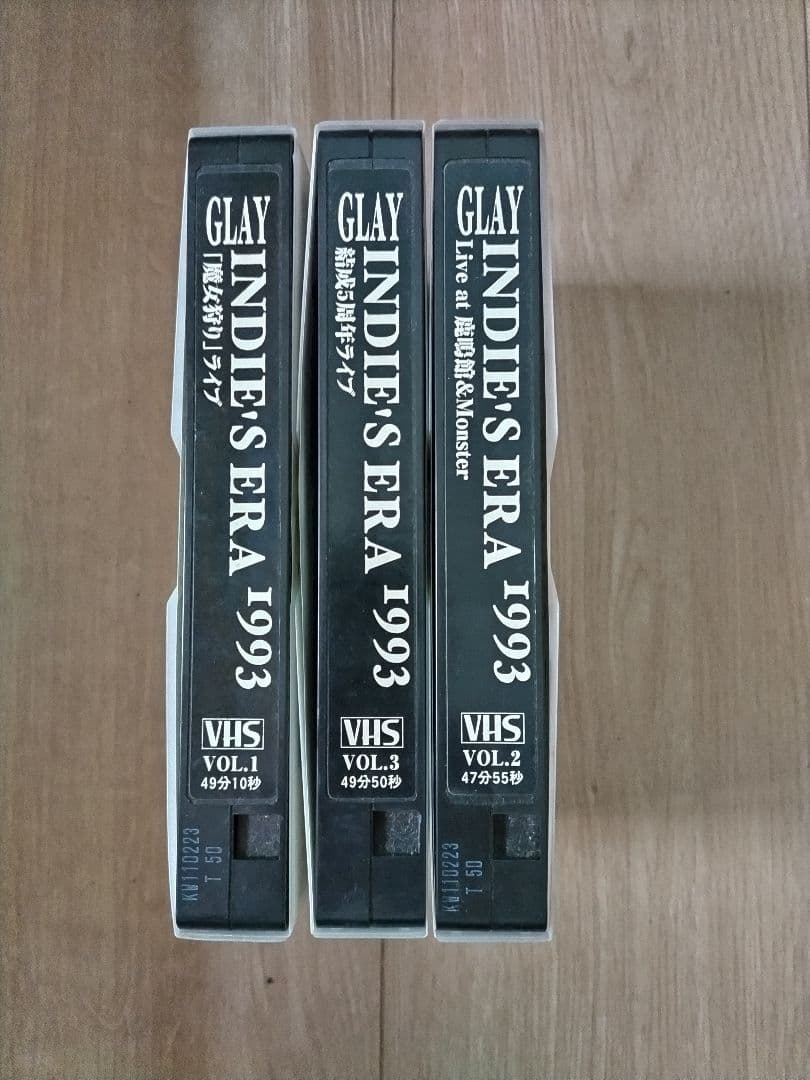 GLAY
INDIE'S ERA 1993
「魔女狩り」ライブ
VHS
VOL.1
49分10秒
KW110223
T 50
GLAY
INDIE'S ERA 1993
結成5周年ライブ
VHS
VOL.3
49分50秒
GLAY
INDIE'S ERA 1993
Live at 鹿鳴館&Monster
VHS
VOL.2
47分55秒
KW110223
T 50